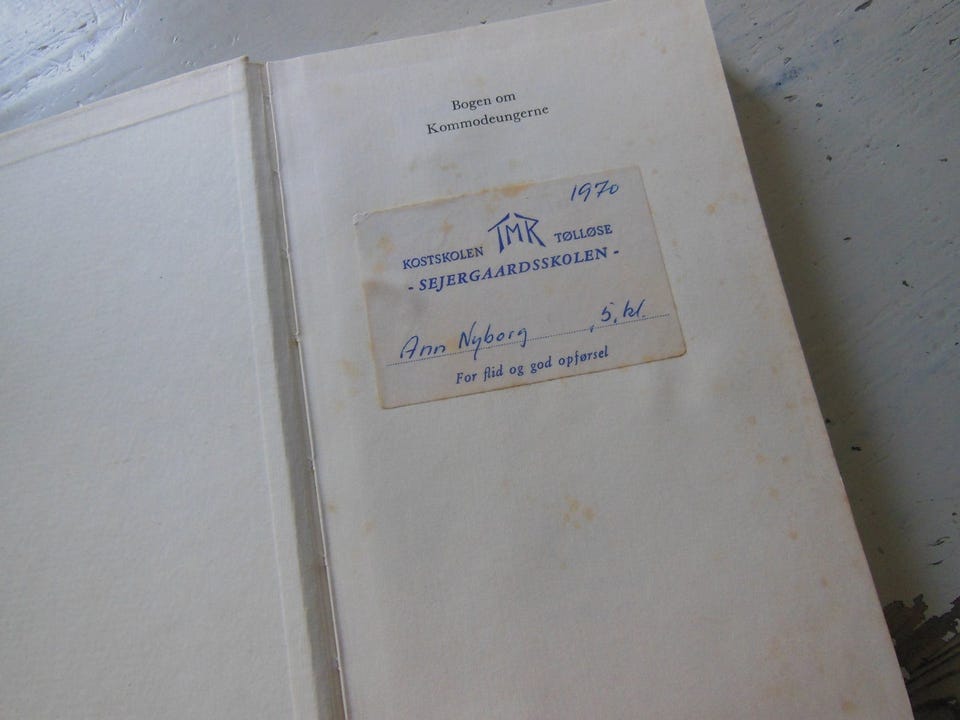 Bogen om
Kommodeungerne
1970
KOSTSKOLEN TMR TØLLØSE
- SEJERGAARDSSKOLEN -
Ann Nyborg , 5. kl.
For flid og god opførsel